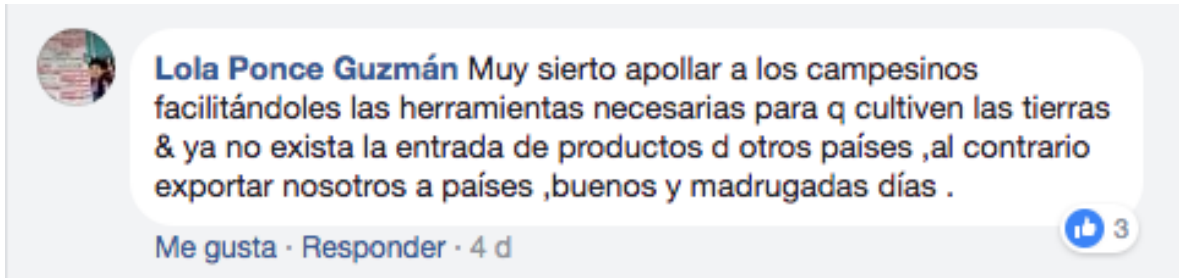 Lola Ponce Guzmán Muy sierto apollar a los campesinos
facilitándoles las herramientas necesarias para q cultiven las tierras
& ya no exista la entrada de productos d otros países ,al contrario
exportar nosotros a países ,buenos y madrugadas días .
3
Me gusta · Responder · 4 d